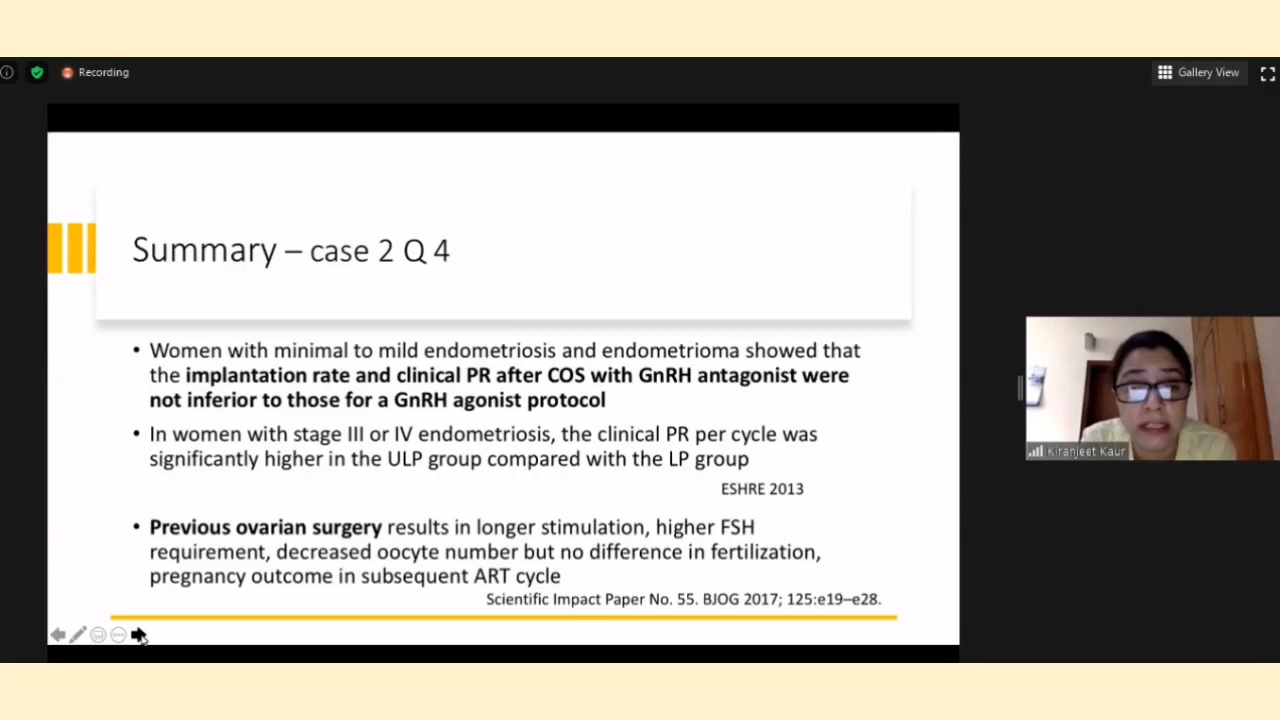 Recording
Gallery View
Summary – case 2 Q 4
• Women with minimal to mild endometriosis and endometrioma showed that
the implantation rate and clinical PR after COS with GnRH antagonist were
not inferior to those for a GnRH agonist protocol
• In women with stage III or IV endometriosis, the clinical PR per cycle was
significantly higher in the ULP group compared with the LP group
ESHRE 2013
• Previous ovarian surgery results in longer stimulation, higher FSH
requirement, decreased oocyte number but no difference in fertilization,
pregnancy outcome in subsequent ART cycle
Scientific Impact Paper No. 55. BJOG 2017; 125:e19–e28.
Kiranjeet Kaur